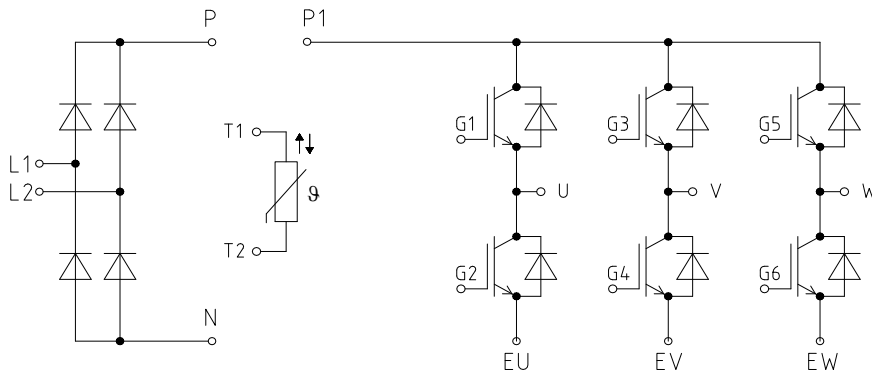 P P1
T1
G1 G3 G5
L1
L2
ϑ
U V W
T2
G2 G4 G6
N
EU EV EW